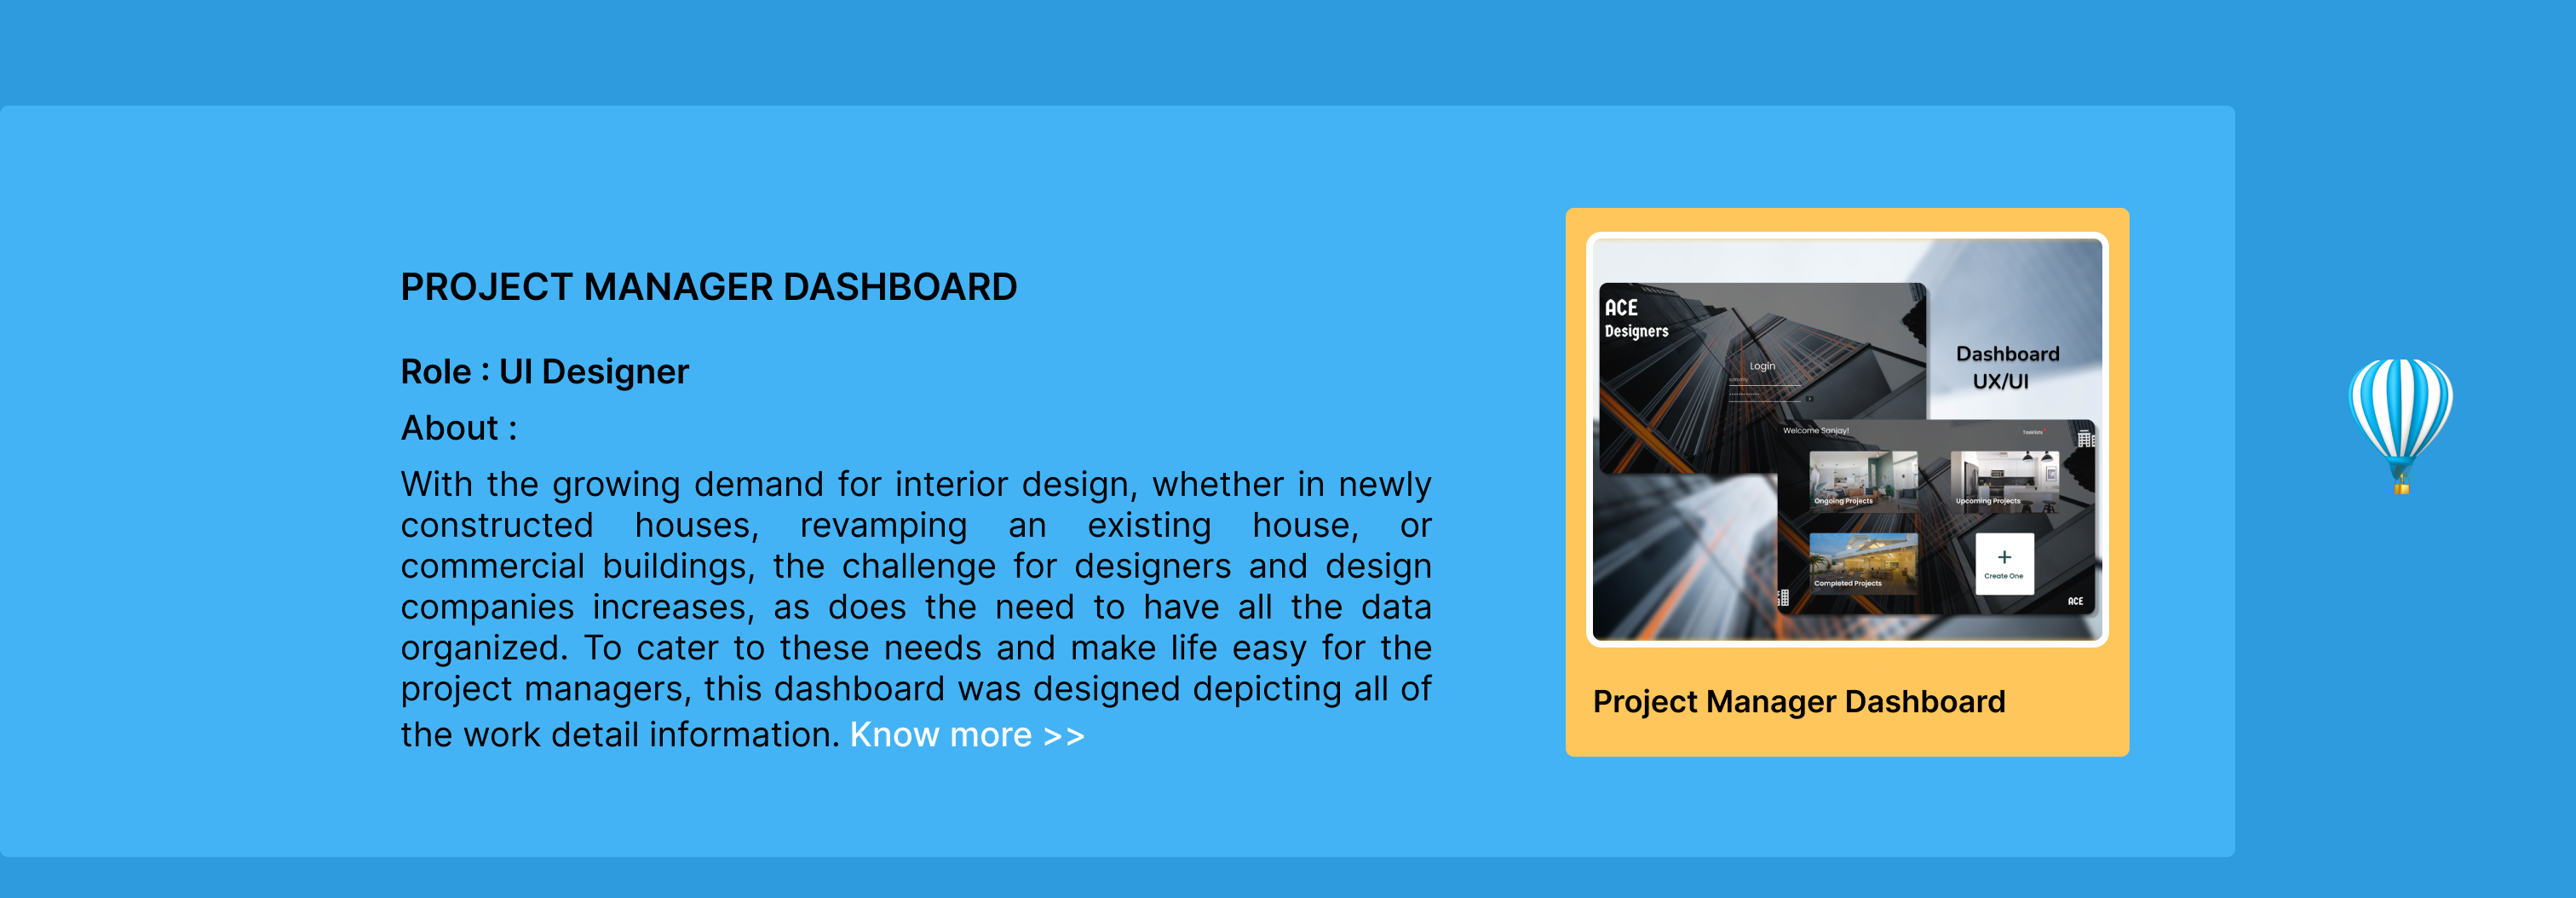 PROJECT MANAGER DASHBOARD
Role : UI Designer
About :
With the growing demand for interior design, whether in newly
constructed houses, revamping an existing house, or
commercial buildings, the challenge for designers and design
companies increases, as does the need to have all the data
organized. To cater to these needs and make life easy for the
project managers, this dashboard was designed depicting all of
the work detail information. Know more >>
ACE
Designers
Login
Dashboard
UX/UI
Welcome Sanjay!
Ongoing Projects
Upcoming Projects
Completed Projects
+
Create One
ACE
Project Manager Dashboard